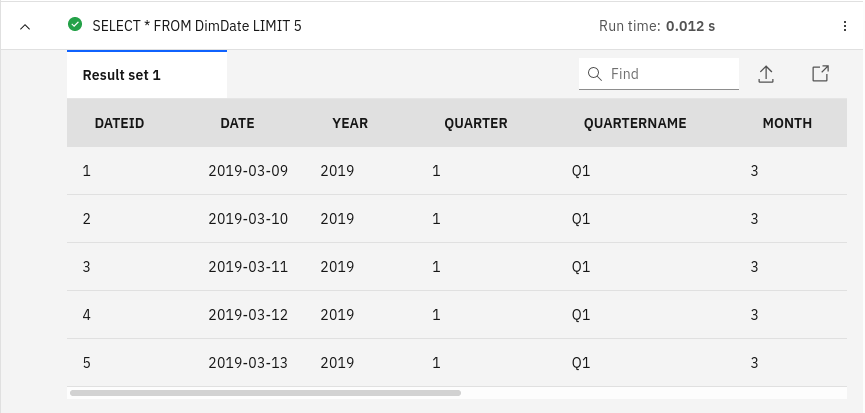 SELECT * FROM DimDate LIMIT 5 Run time: 0.012 s
Result set 1 Find
DATEID DATE YEAR QUARTER QUARTERNAME MONTH
1 2019-03-09 2019 1 Q1 3
2 2019-03-10 2019 1 Q1 3
3 2019-03-11 2019 1 Q1 3
4 2019-03-12 2019 1 Q1 3
5 2019-03-13 2019 1 Q1 3